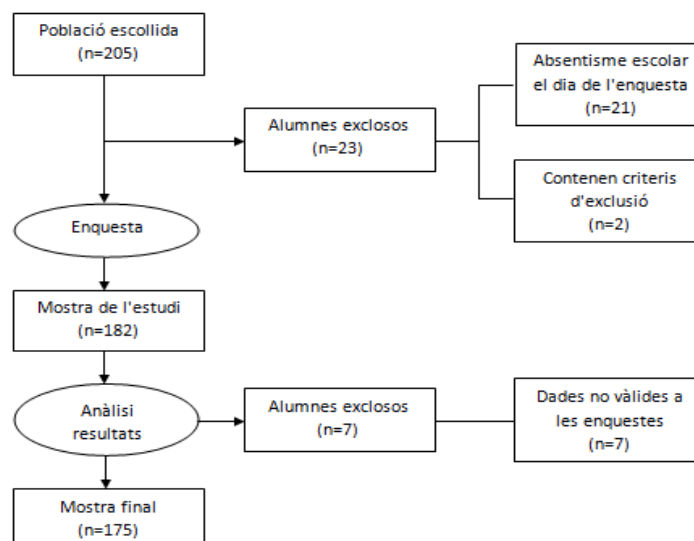 Població escollida
(n=205)
Absentisme escolar
el dia de l'enquesta
(n=21)
Alumnes exclosos
(n=23)
Contenen criteris
d'exclusió
(n=2)
Enquesta
Mostra de l'estudi
(n=182)
Anàlisi
resultats
Alumnes exclosos
(n=7)
Dades no vàlides a
les enquestes
(n=7)
Mostra final
(n=175)